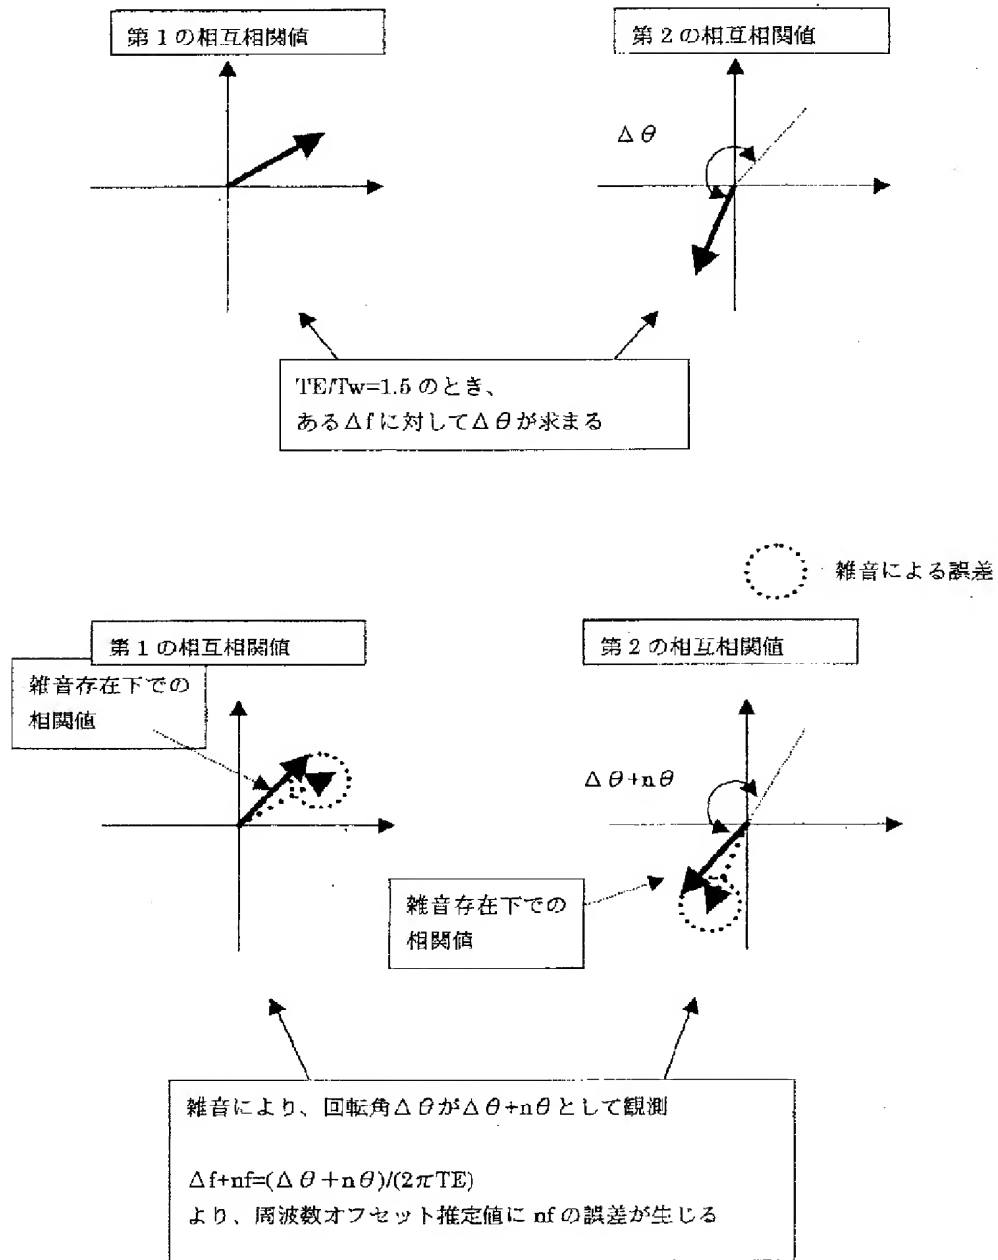 第1の相互相関値
第2の相互相関値
Δθ
TE/Tw=1.5のとき、
あるΔfに対してΔθが求まる
雑音による誤差
第1の相互相関値
第2の相互相関値
雑音存在下での
相関値
Δθ+nθ
雑音存在下での
相関値
雑音により、回転角ΔθがΔθ+nθとして観測
Δf+nf=(Δθ+nθ)/(2πTE)
より、周波数オフセット推定値にnfの誤差が生じる